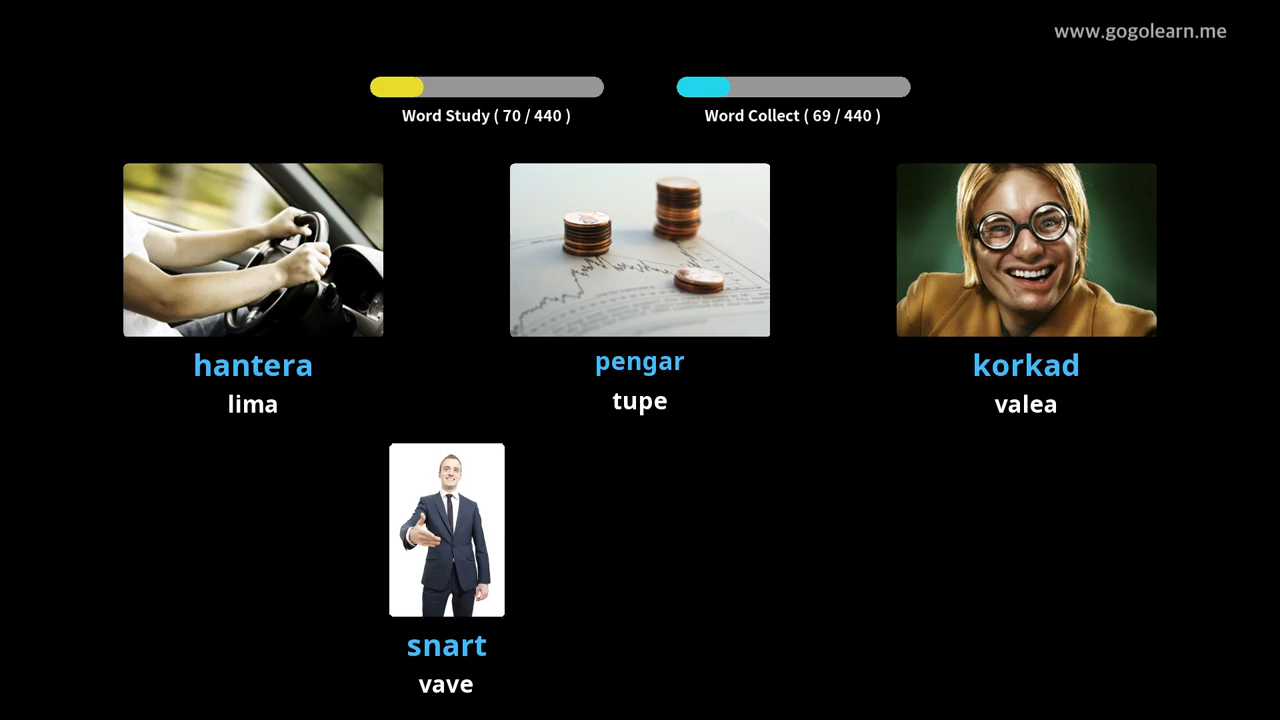 www.gogolearn.me
Word Study ( 70 / 440 )
Word Collect ( 69 / 440 )
hantera
lima
pengar
tupe
korkad
valea
snart
vave